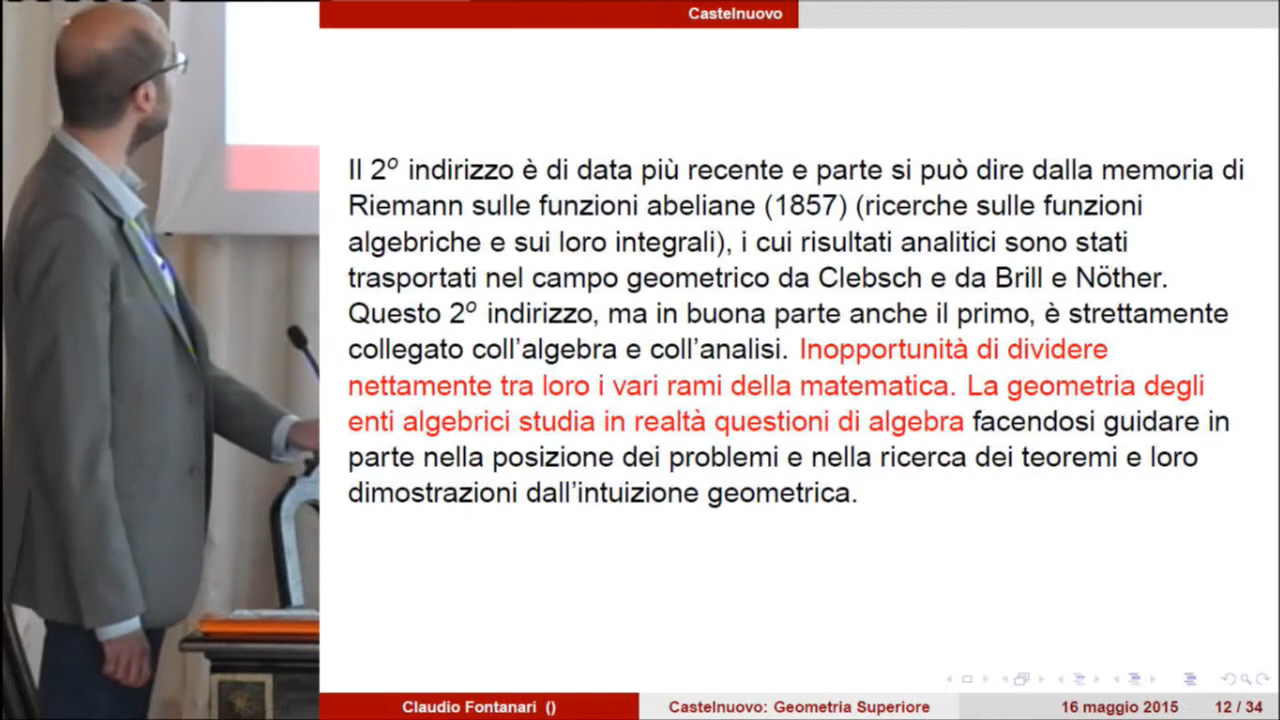 Castelnuovo
Il 2º indirizzo è di data più recente e parte si può dire dalla memoria di
Riemann sulle funzioni abeliane (1857) (ricerche sulle funzioni
algebriche e sui loro integrali), i cui risultati analitici sono stati
trasportati nel campo geometrico da Clebsch e da Brill e Nöther.
Questo 2º indirizzo, ma in buona parte anche il primo, è strettamente
collegato coll'algebra e coll'analisi. Inopportunità di dividere
nettamente tra loro i vari rami della matematica. La geometria degli
enti algebrici studia in realtà questioni di algebra facendosi guidare in
parte nella posizione dei problemi e nella ricerca dei teoremi e loro
dimostrazioni dall'intuizione geometrica.
Claudio Fontanari () Castelnuovo: Geometria Superiore 16 maggio 2015 12 / 34